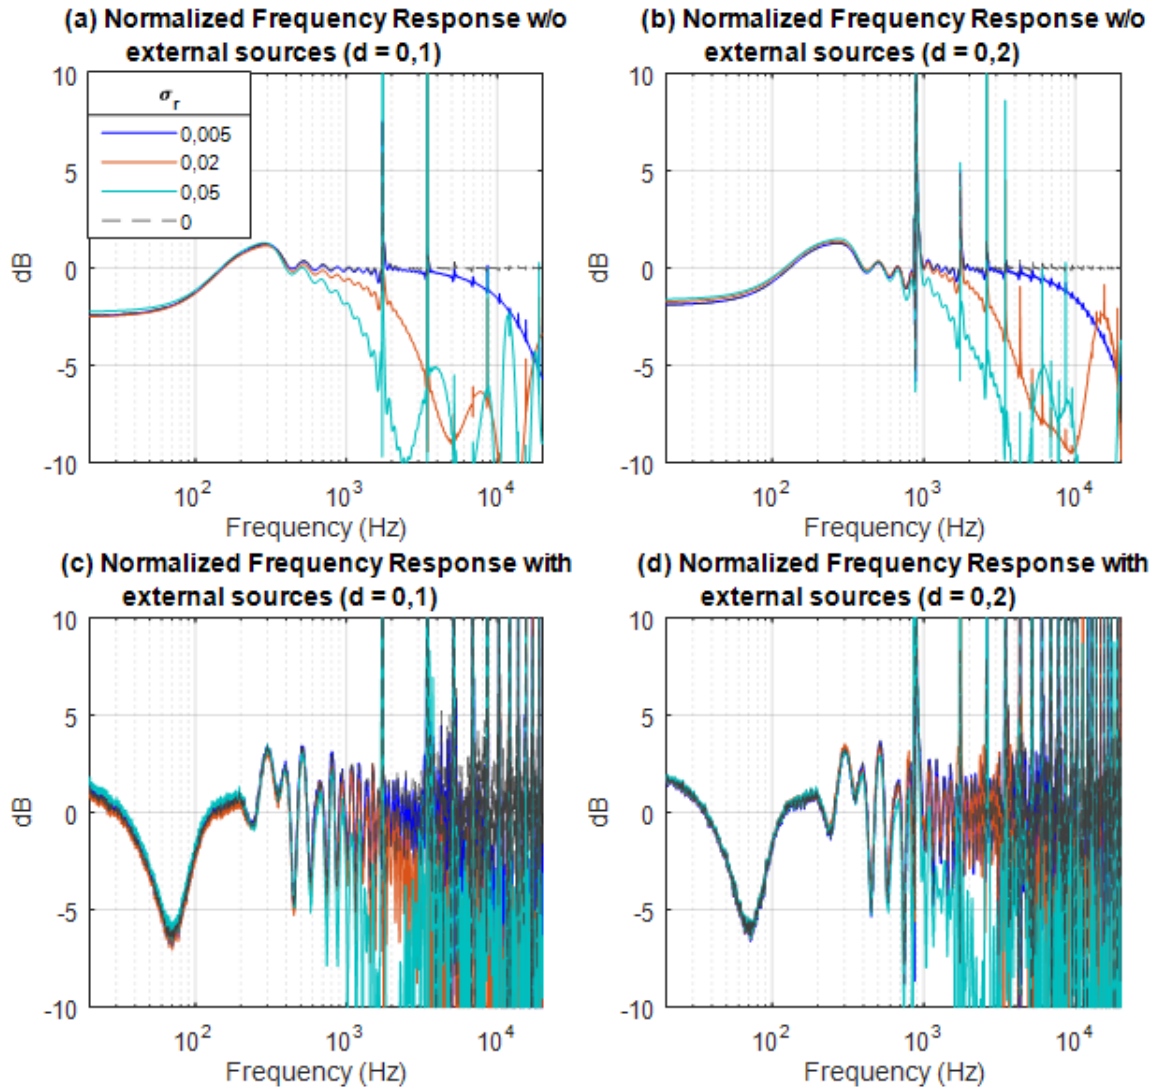 (a) Normalized Frequency Response w/o
external sources (d = 0,1)
10
5
0
-5
-10
dB
σr
0,005
0,02
0,05
0
10² 10³ 10⁴
Frequency (Hz)
(b) Normalized Frequency Response w/o
external sources (d = 0,2)
10
5
0
-5
-10
dB
10² 10³ 10⁴
Frequency (Hz)
(c) Normalized Frequency Response with
external sources (d = 0,1)
10
5
0
-5
-10
dB
10² 10³ 10⁴
Frequency (Hz)
(d) Normalized Frequency Response with
external sources (d = 0,2)
10
5
0
-5
-10
dB
10² 10³ 10⁴
Frequency (Hz)